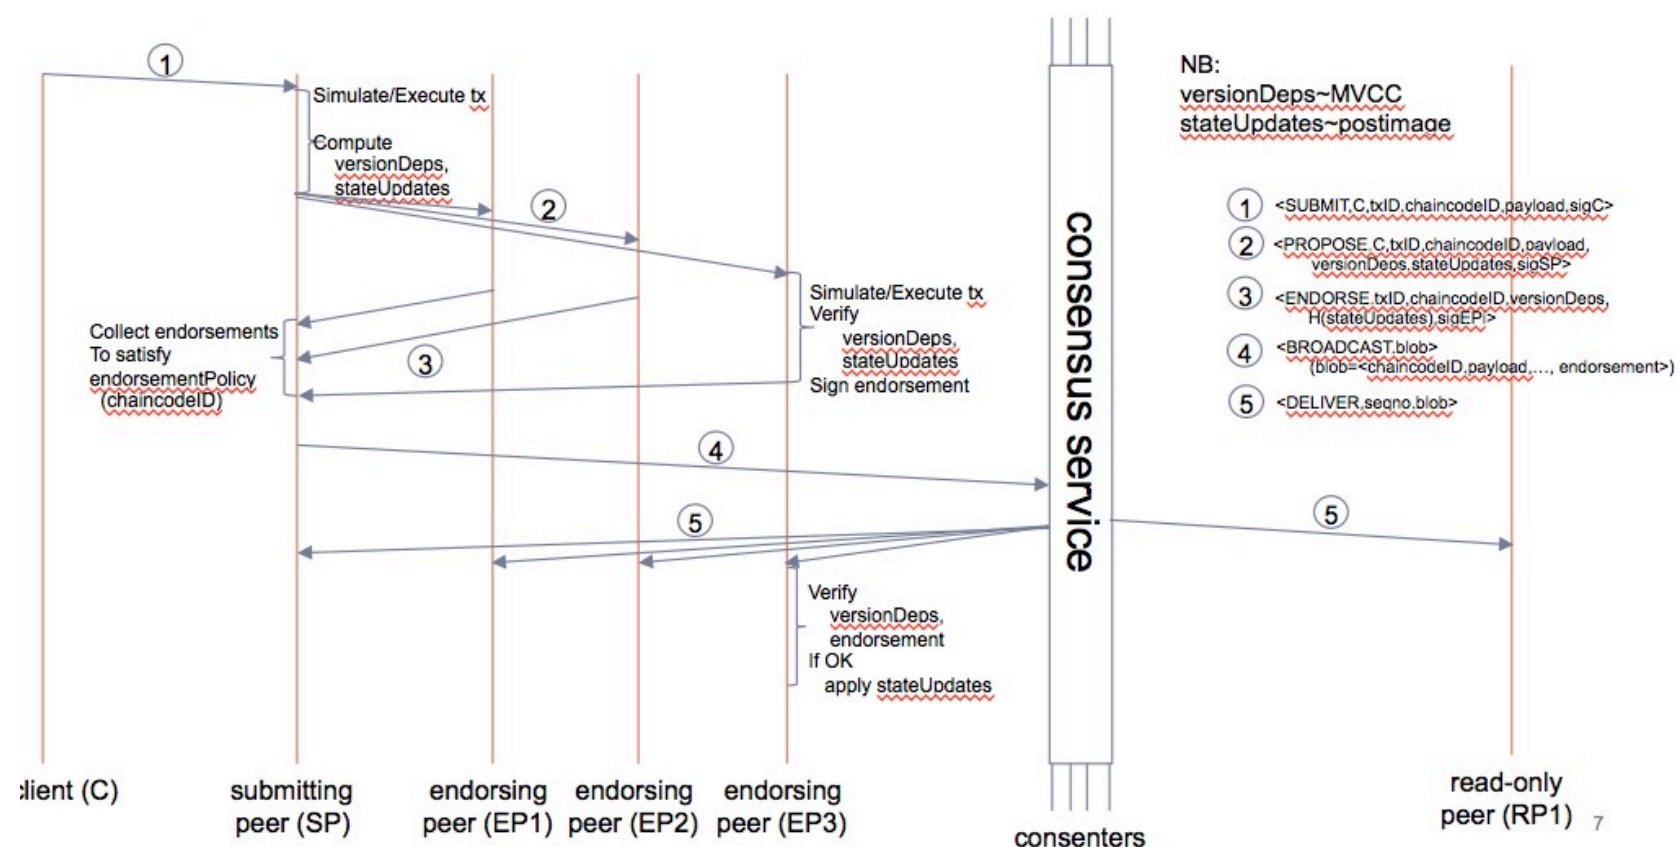 1
Simulate/Execute tx
Compute
versionDeps,
stateUpdates
2
Simulate/Execute tx
Verify
versionDeps,
stateUpdates
Sign endorsement
Collect endorsements
To satisfy
endorsementPolicy
(chaincodeID)
3
4
5
5
Verify
versionDeps,
endorsement
If OK
apply stateUpdates
consensus service
NB:
versionDeps~MVCC
stateUpdates~postimage
1 <SUBMIT,C,txID,chaincodeID,payload,sigC>
2 <PROPOSE,C,txID,chaincodeID,payload,
versionDeps,stateUpdates,sigSP>
3 <ENDORSE,txID,chaincodeID,versionDeps,
H(stateUpdates),sigEPi>
4 <BROADCAST,blob>
(blob=<chaincodeID,payload,…, endorsement>)
5 <DELIVER,seqno,blob>
client (C)
submitting
peer (SP)
endorsing
peer (EP1)
endorsing
peer (EP2)
endorsing
peer (EP3)
consenters
read-only
peer (RP1)
7